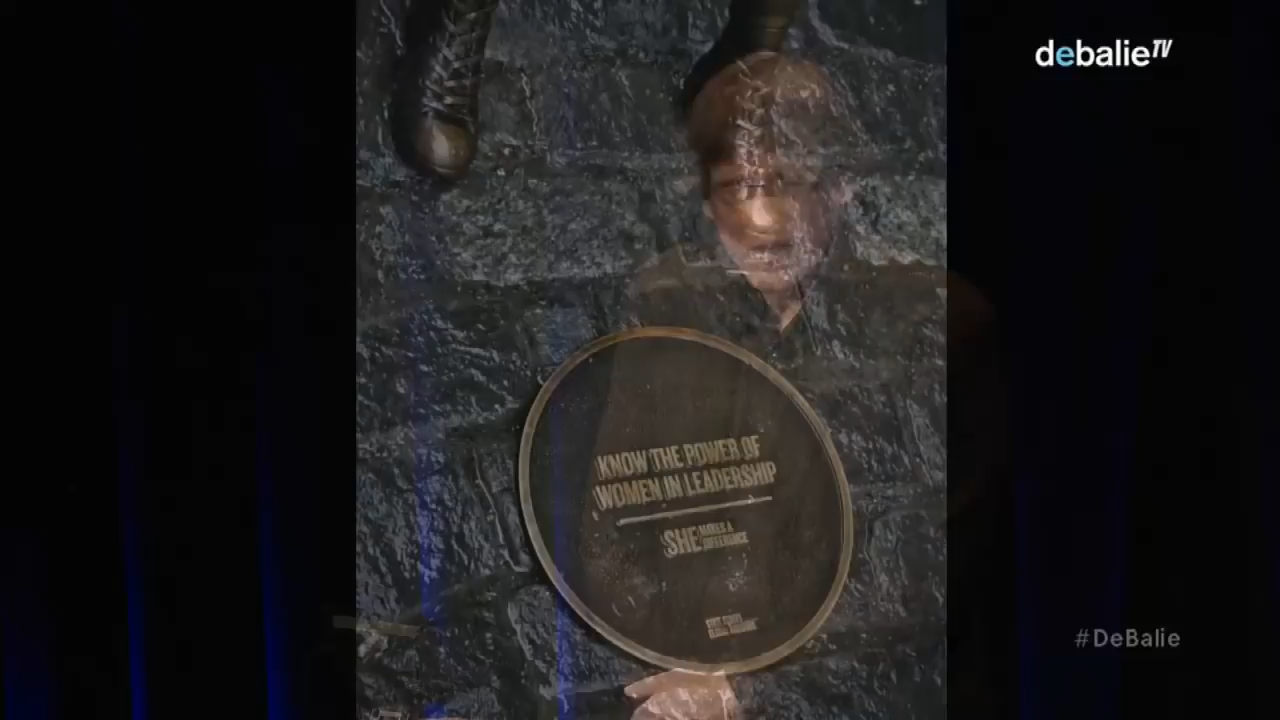 debalieTV
KNOW THE POWER OF
WOMEN IN LEADERSHIP
SHE MAKES A
DIFFERENCE
#DeBalie